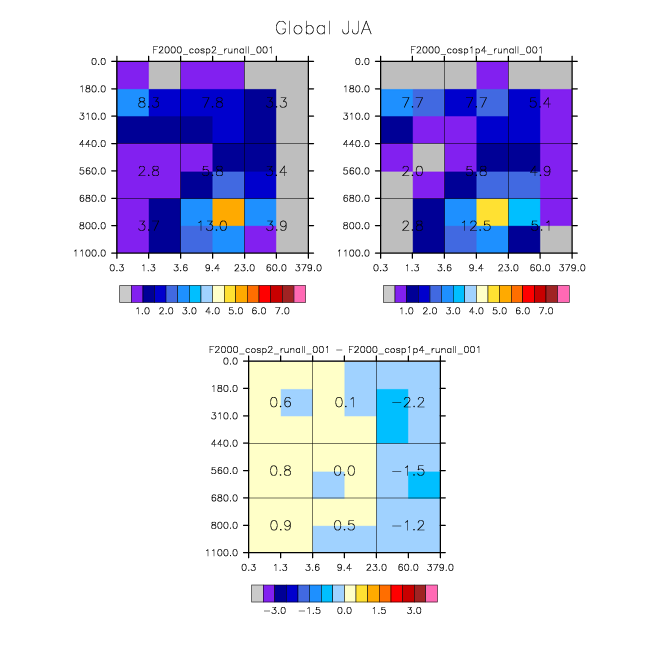 Global JJA
F2000_cosp2_runall_001 F2000_cosp1p4_runall_001
0.0 0.0
180.0 8.3 7.8 3.3 180.0 7.7 7.7 5.4
310.0 310.0
440.0 440.0
560.0 2.8 5.8 3.4 560.0 2.0 5.8 4.9
680.0 680.0
800.0 3.7 13.0 3.9 800.0 2.8 12.5 5.1
1100.0 1100.0
0.3 1.3 3.6 9.4 23.0 60.0 379.0 0.3 1.3 3.6 9.4 23.0 60.0 379.0
1.0 2.0 3.0 4.0 5.0 6.0 7.0 1.0 2.0 3.0 4.0 5.0 6.0 7.0
F2000_cosp2_runall_001 − F2000_cosp1p4_runall_001
0.0
180.0 0.6 0.1 −2.2
310.0
440.0
560.0 0.8 0.0 −1.5
680.0
800.0 0.9 0.5 −1.2
1100.0
0.3 1.3 3.6 9.4 23.0 60.0 379.0
−3.0 −1.5 0.0 1.5 3.0